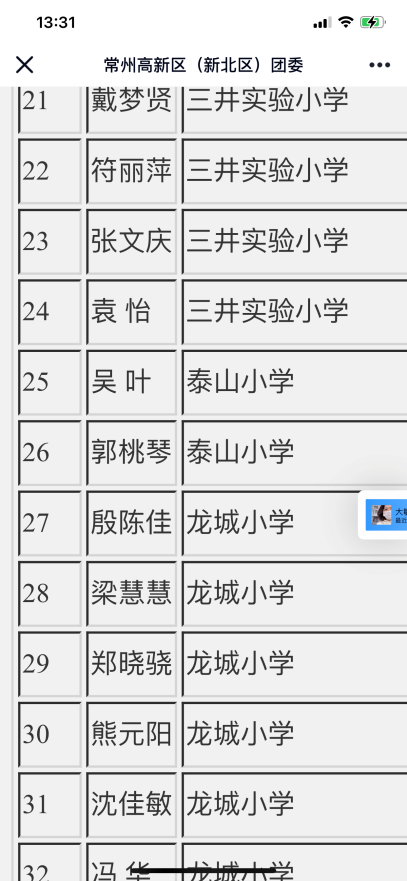 13:31
常州高新区（新北区）团委
21 戴梦贤 三井实验小学
22 符丽萍 三井实验小学
23 张文庆 三井实验小学
24 袁 怡 三井实验小学
25 吴 叶 泰山小学
26 郭桃琴 泰山小学
27 殷陈佳 龙城小学
大敏
最近
28 梁慧慧 龙城小学
29 郑晓骁 龙城小学
30 熊元阳 龙城小学
31 沈佳敏 龙城小学
32 冯 华 龙城小学